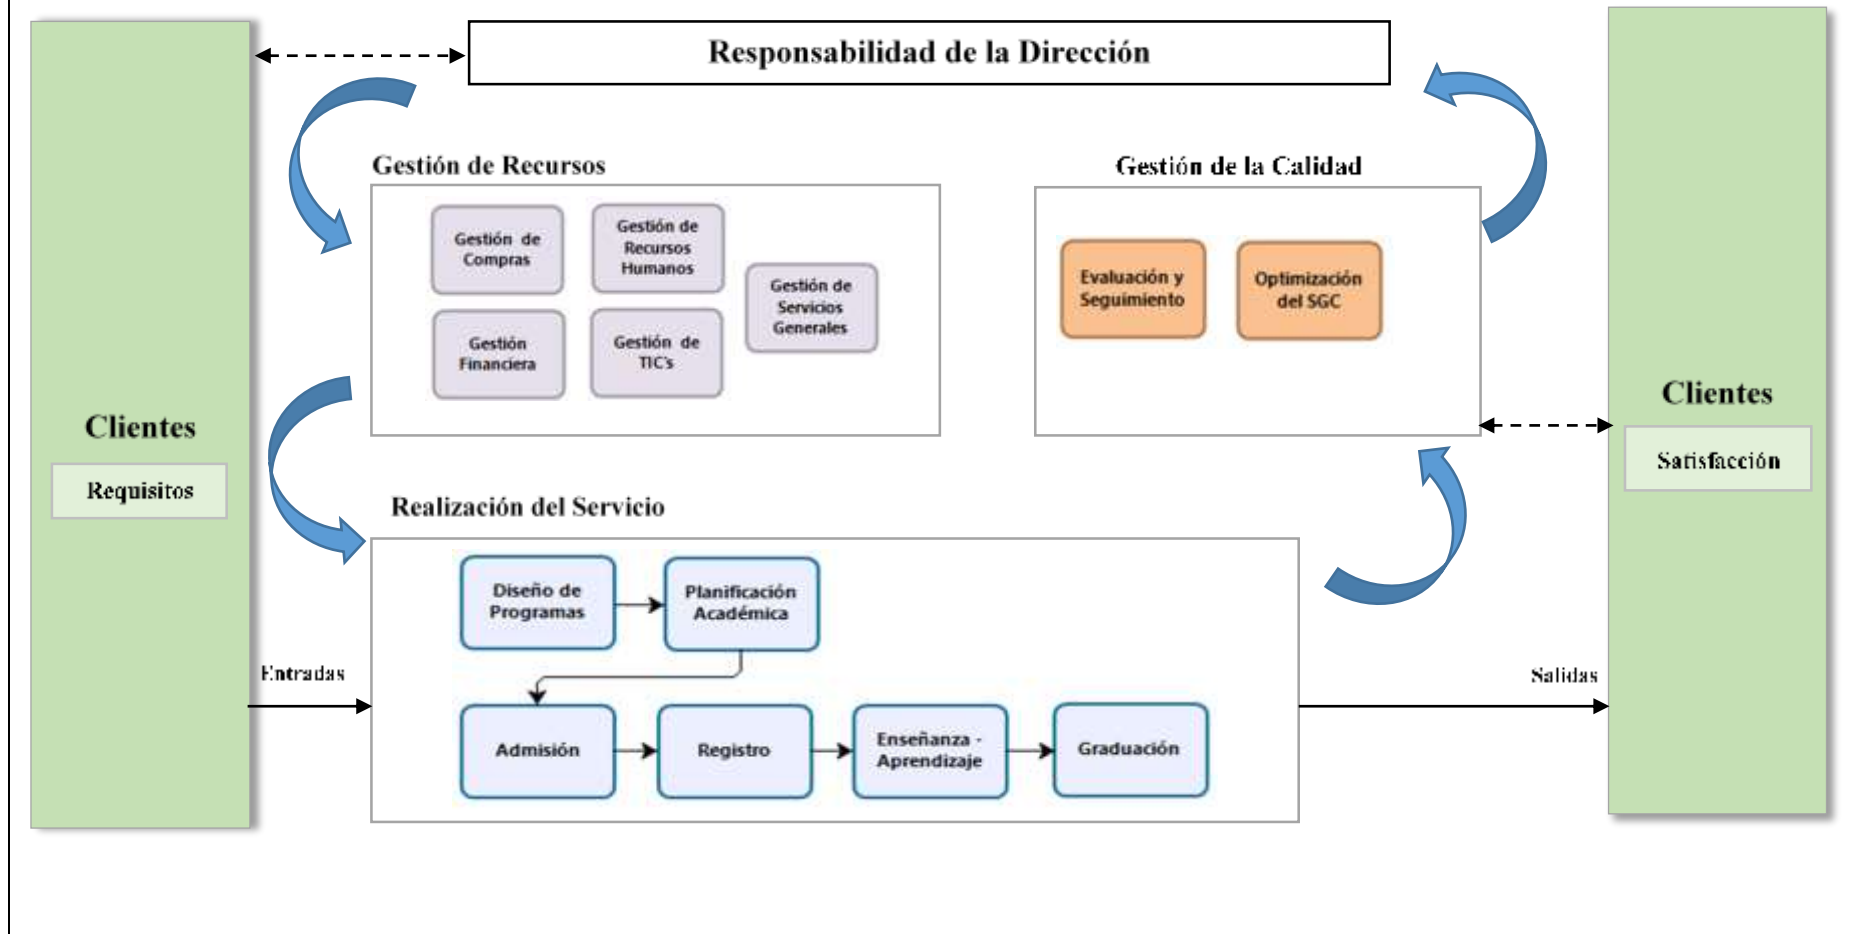 Responsabilidad de la Dirección
Gestión de Recursos
Gestión de
Compras
Gestión de
Recursos
Humanos
Gestión de
Servicios
Generales
Gestión
Financiera
Gestión de
TIC's
Gestión de la Calidad
Evaluación y
Seguimiento
Optimización
del SGC
Clientes
Requisitos
Clientes
Satisfacción
Realización del Servicio
Diseño de
Programas
Planificación
Académica
Entradas
Salidas
Admisión
Registro
Enseñanza -
Aprendizaje
Graduación